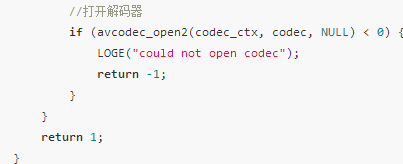 //打开解码器
if (avcodec_open2(codec_ctx, codec, NULL) < 0) {
LOGE("could not open codec");
return -1;
}
}
return 1;
}